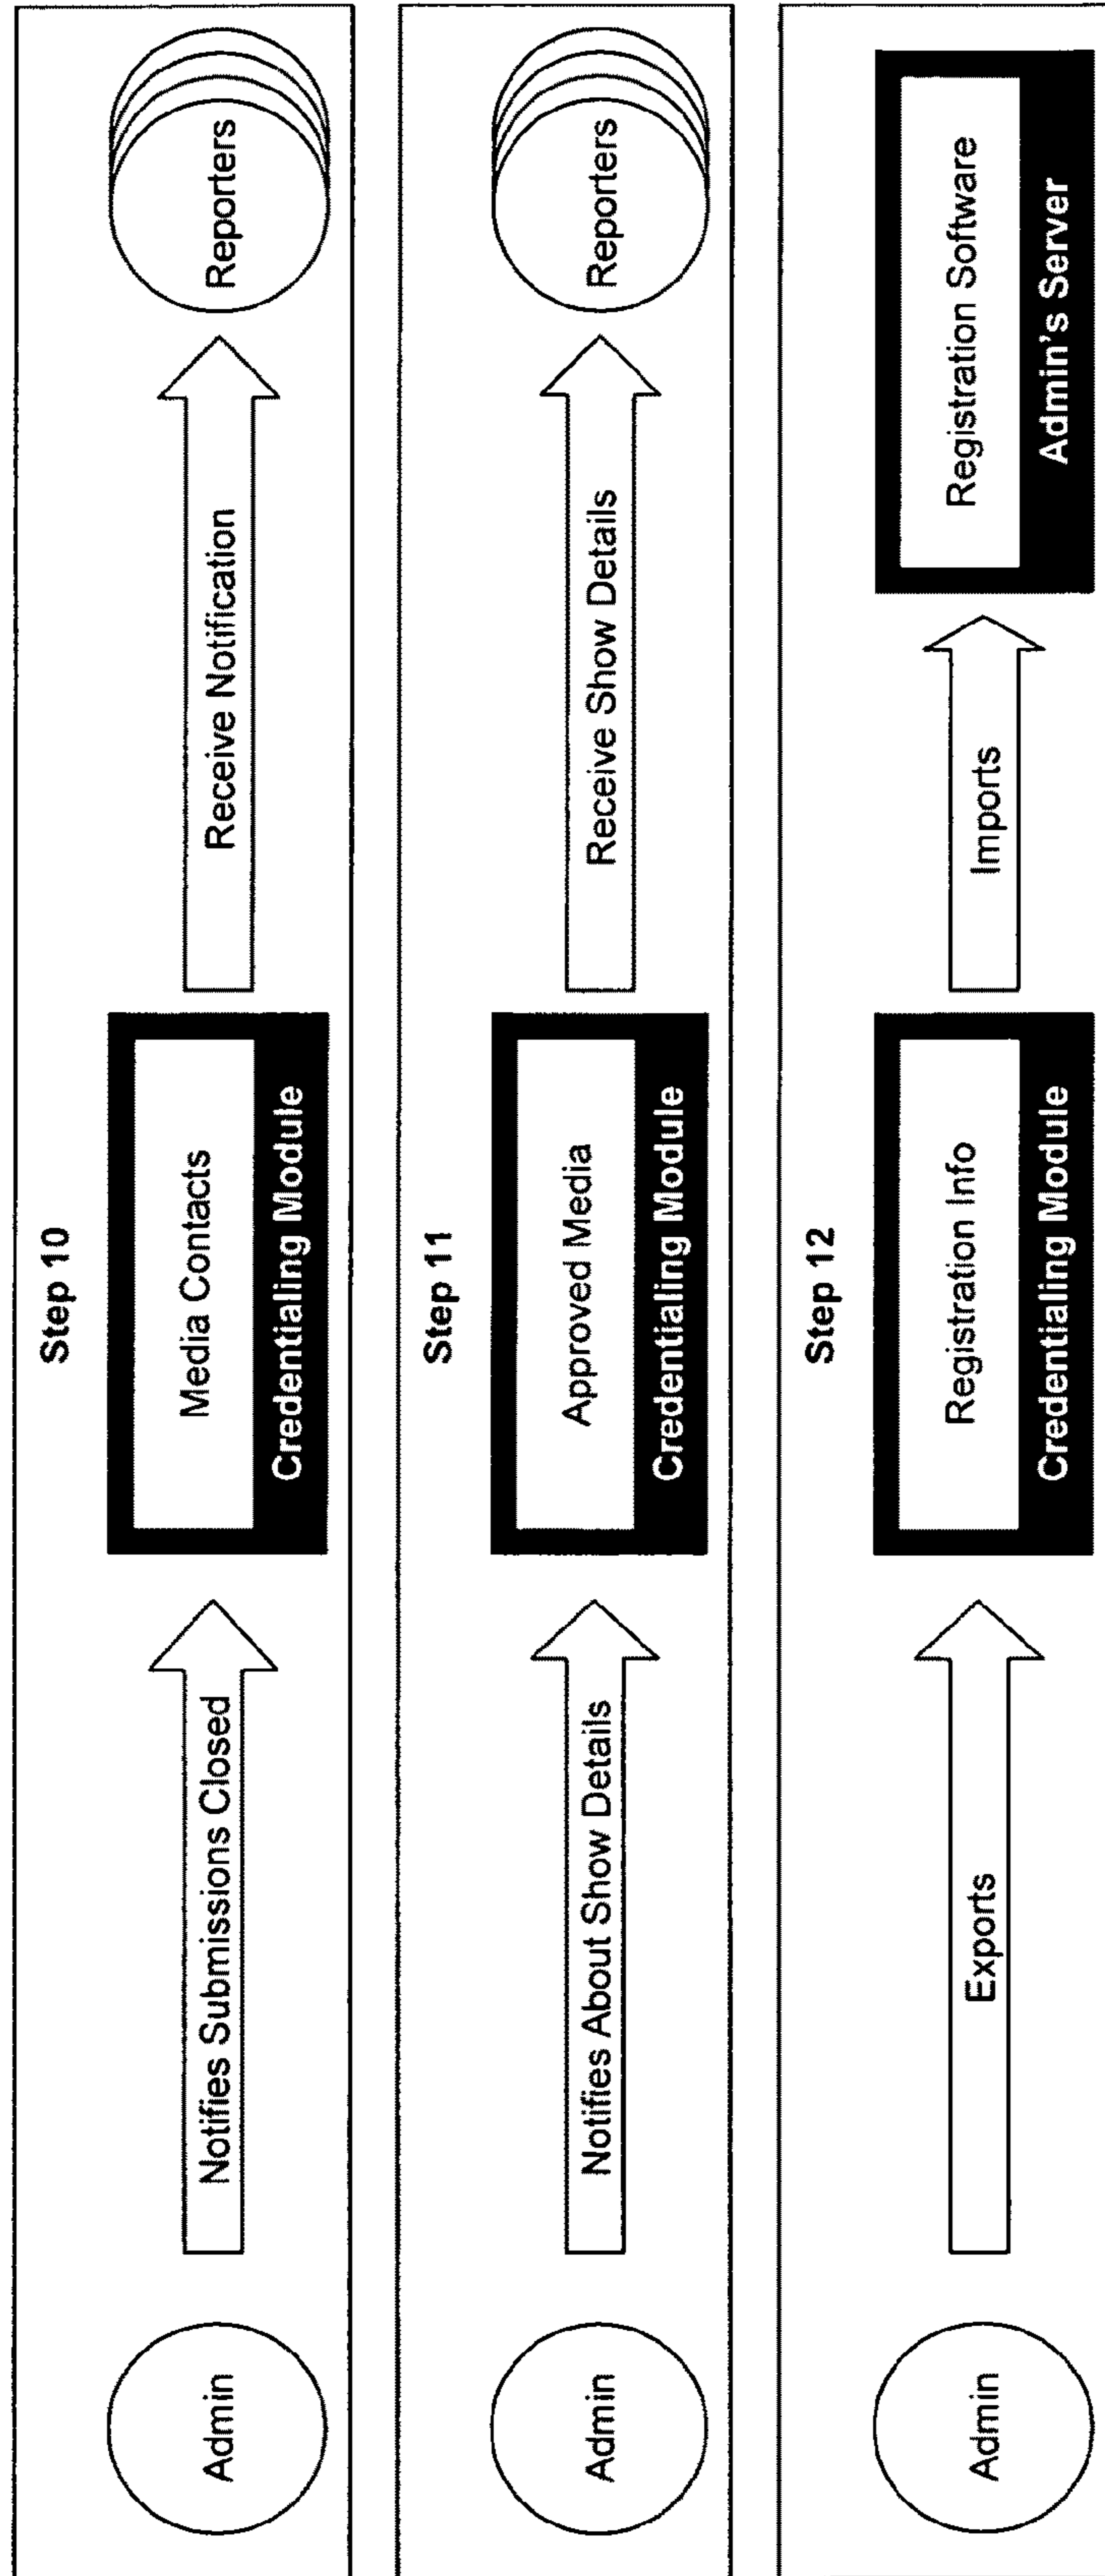 Step 10
Admin
Notifies Submissions Closed
Media Contacts
Credentialing Module
Receive Notification
Reporters
Step 11
Admin
Notifies About Show Details
Approved Media
Credentialing Module
Receive Show Details
Reporters
Step 12
Admin
Exports
Registration Info
Credentialing Module
Imports
Registration Software
Admin's Server